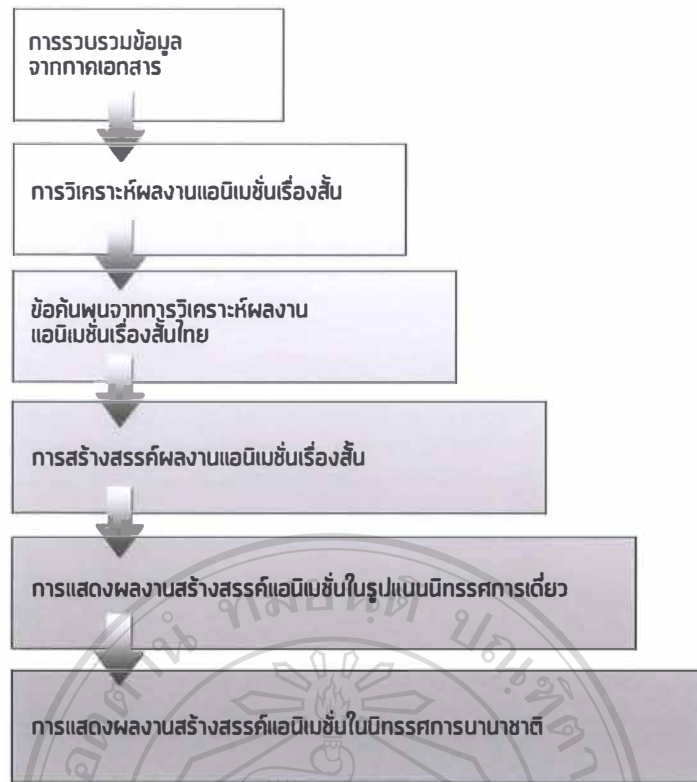 การรวบรวมข้อมูล
จากภาคเอกสาร
การวิเคราะห์ผลงานแอนิเมชั่นเรื่องสั้น
ข้อค้นพบจากการวิเคราะห์ผลงาน
แอนิเมชั่นเรื่องสั้นไทย
การสร้างสรรค์ผลงานแอนิเมชั่นเรื่องสั้น
การแสดงผลงานสร้างสรรค์แอนิเมชั่นในรูปแบบนิทรรศการเดี่ยว
การแสดงผลงานสร้างสรรค์แอนิเมชั่นในนิทรรศการนานาชาติ